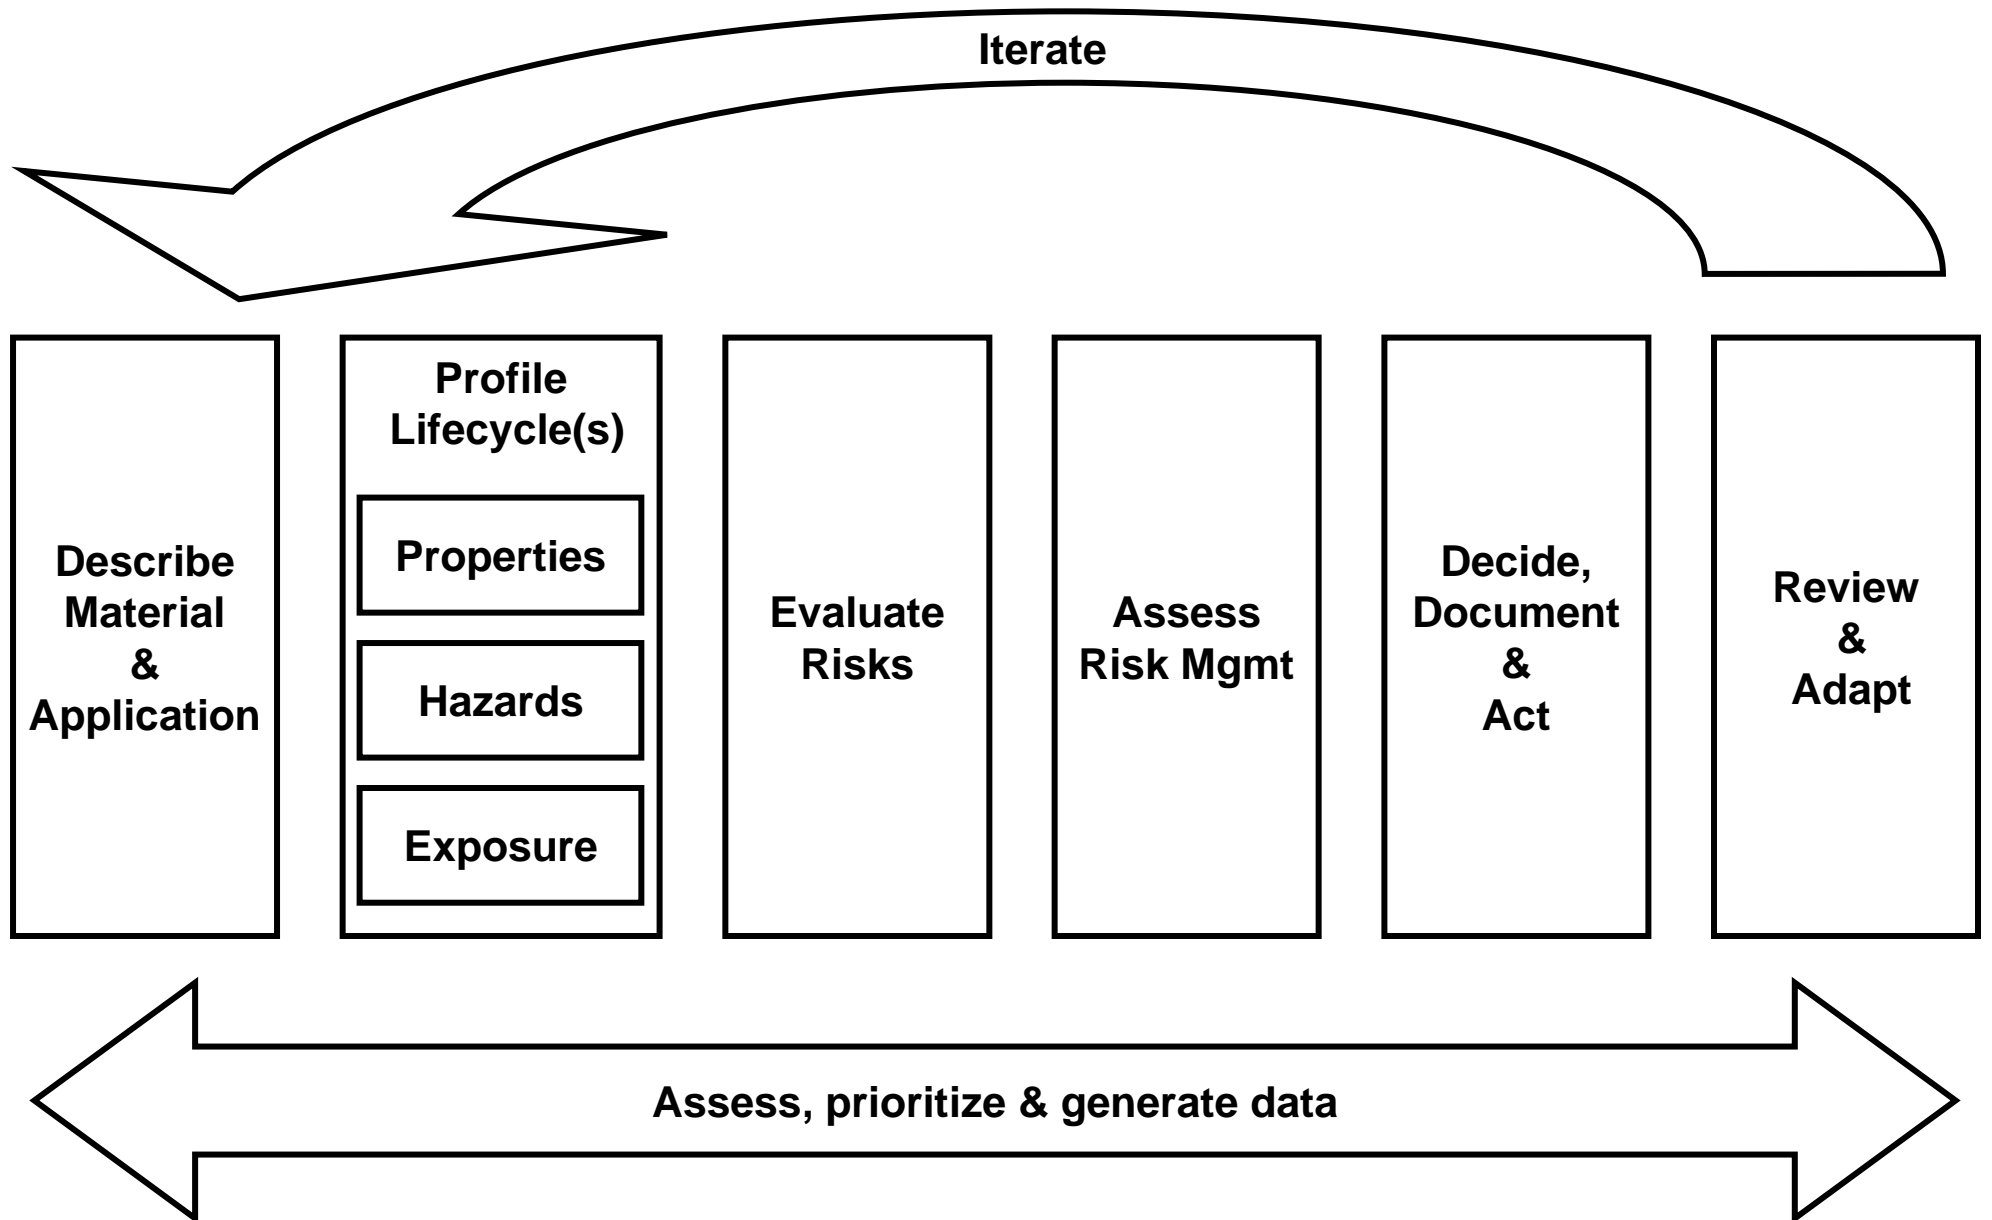 Iterate
Describe
Material
&
Application
Profile
Lifecycle(s)
Properties
Hazards
Exposure
Evaluate
Risks
Assess
Risk Mgmt
Decide,
Document
&
Act
Review
&
Adapt
Assess, prioritize & generate data